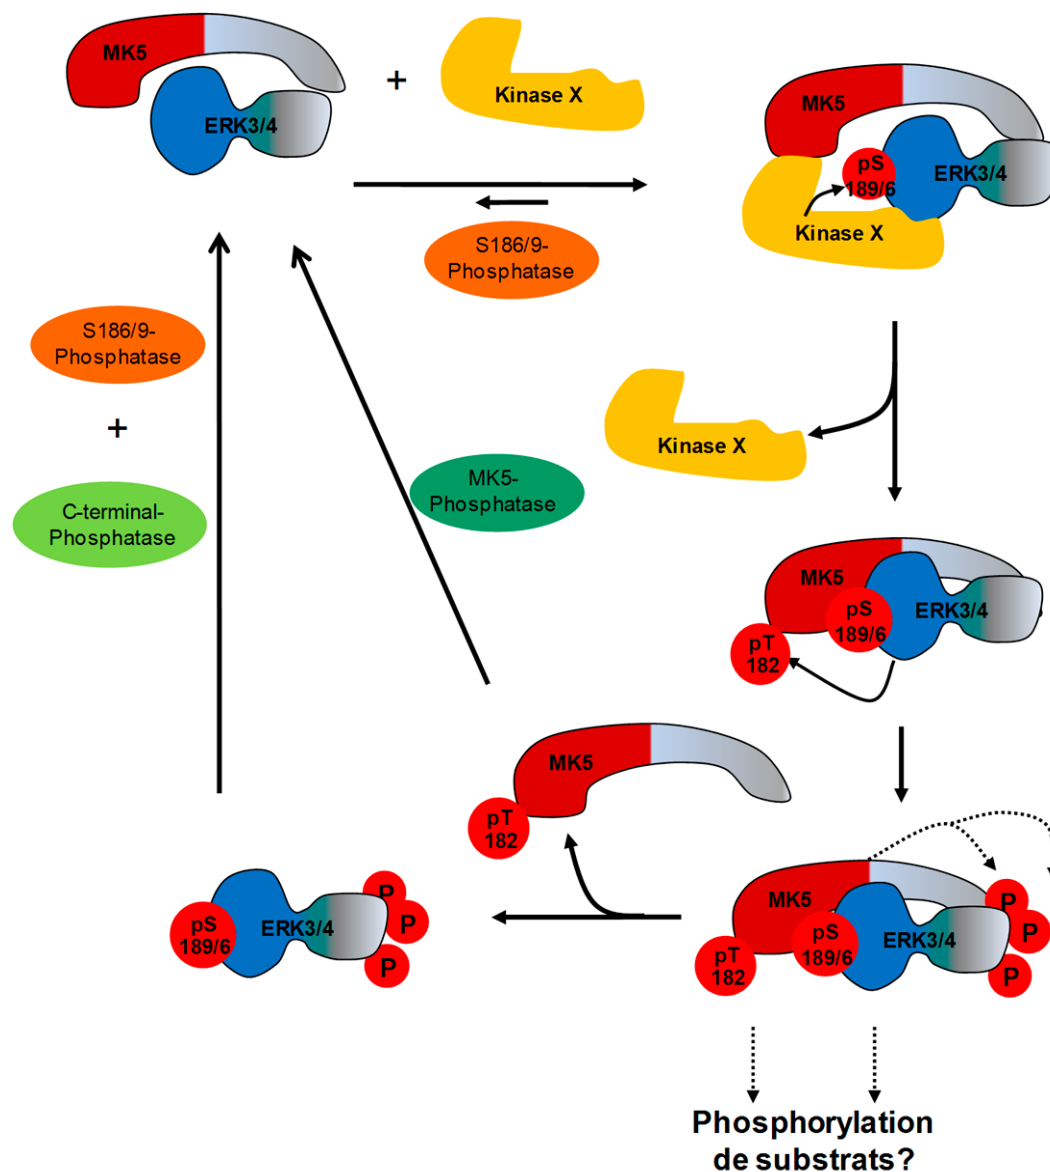 MK5
ERK3/4
+
Kinase X
MK5
pS
189/6
ERK3/4
Kinase X
S186/9-
Phosphatase
S186/9-
Phosphatase
+
C-terminal-
Phosphatase
MK5-
Phosphatase
Kinase X
MK5
pS
189/6
ERK3/4
pT
182
MK5
pT
182
pS
189/6
ERK3/4
P
P
P
MK5
pS
189/6
ERK3/4
pT
182
P
P
P
Phosphorylation
de substrats?